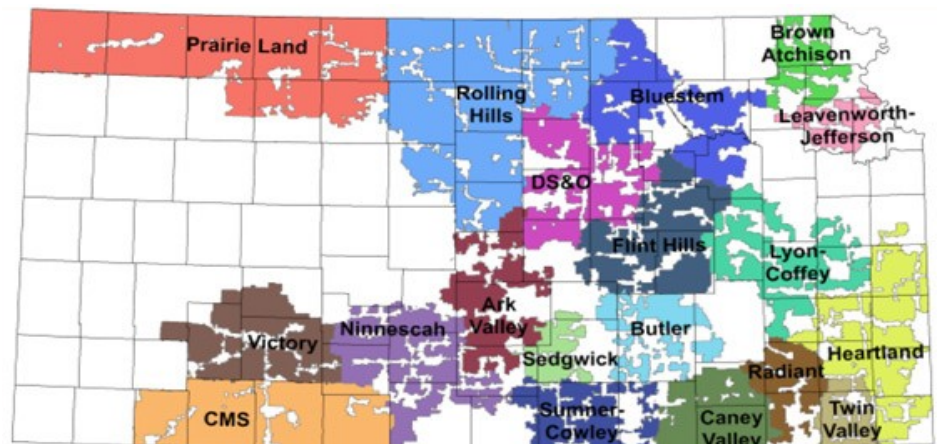 Prairie Land
Brown
Atchison
Rolling
Hills
Bluestem
Leavenworth-
Jefferson
DS&O
Flint Hills
Lyon-
Coffey
Ark
Valley
Victory
Ninnescah
Butler
Sedgwick
Heartland
Radiant
CMS
Sumner-
Cowley
Caney
Valley
Twin
Valley